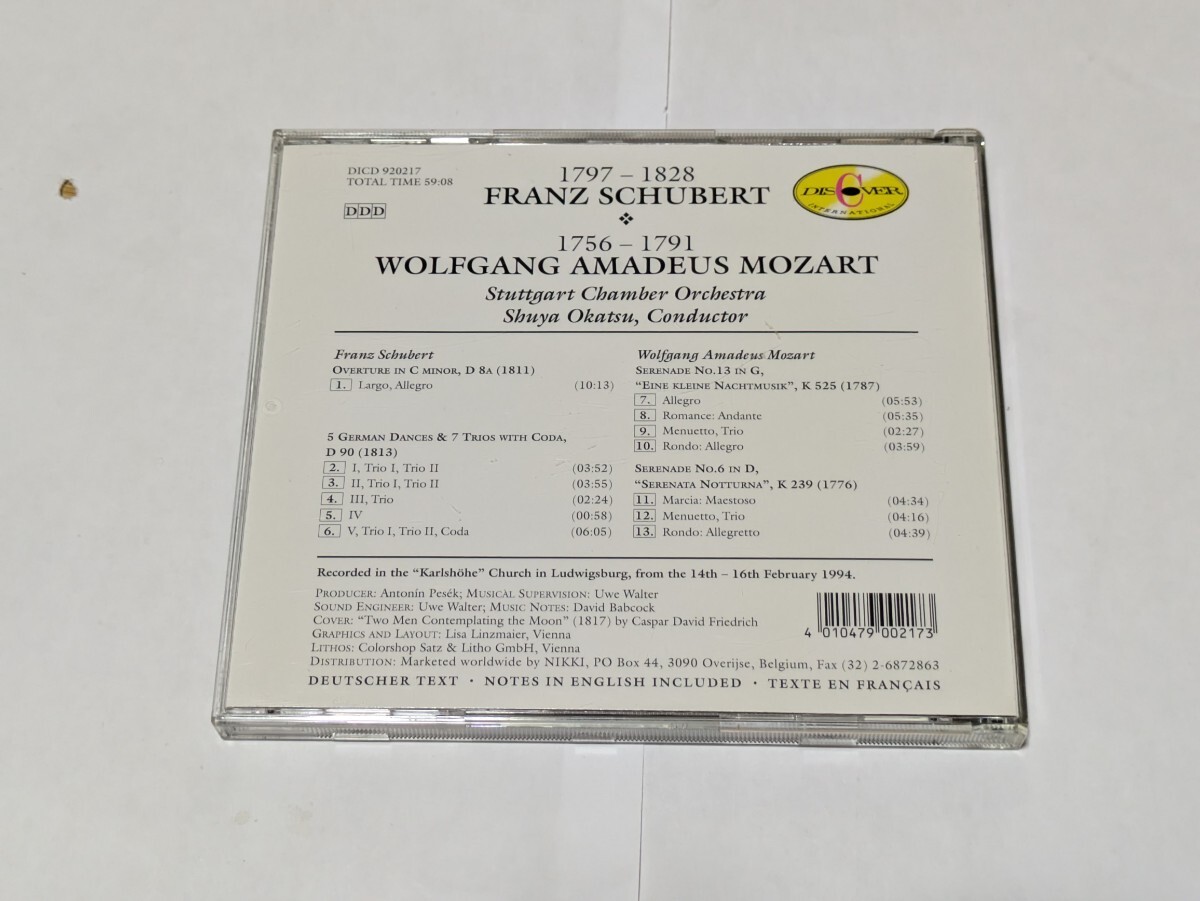 DICD 920217
TOTAL TIME 59:08
DDD
1797 – 1828
FRANZ SCHUBERT
1756 – 1791
WOLFGANG AMADEUS MOZART
Stuttgart Chamber Orchestra
Shuya Okatsu, Conductor
DISCOVER
INTERNATIONAL
Franz Schubert
OVERTURE IN C MINOR, D 8A (1811)
1. Largo, Allegro (10:13)
5 GERMAN DANCES & 7 TRIOS WITH CODA,
D 90 (1813)
2. I, Trio I, Trio II (03:52)
3. II, Trio I, Trio II (03:55)
4. III, Trio (02:24)
5. IV (00:58)
6. V, Trio I, Trio II, Coda (06:05)
Wolfgang Amadeus Mozart
SERENADE NO.13 IN G,
“EINE KLEINE NACHTMUSIK”, K 525 (1787)
7. Allegro (05:53)
8. Romance: Andante (05:35)
9. Menuetto, Trio (02:27)
10. Rondo: Allegro (03:59)
SERENADE NO.6 IN D,
“SERENATA NOTTURNA”, K 239 (1776)
11. Marcia: Maestoso (04:34)
12. Menuetto, Trio (04:16)
13. Rondo: Allegretto (04:39)
Recorded in the “Karlshöhe” Church in Ludwigsburg, from the 14th – 16th February 1994.
PRODUCER: Antonín Pesék; MUSICAL SUPERVISION: Uwe Walter
SOUND ENGINEER: Uwe Walter; MUSIC NOTES: David Babcock
COVER: “Two Men Contemplating the Moon” (1817) by Caspar David Friedrich
GRAPHICS AND LAYOUT: Lisa Linzmaier, Vienna
LITHOS: Colorshop Satz & Litho GmbH, Vienna
DISTRIBUTION: Marketed worldwide by NIKKI, PO Box 44, 3090 Overijse, Belgium, Fax (32) 2-6872863
DEUTSCHER TEXT · NOTES IN ENGLISH INCLUDED · TEXTE EN FRANÇAIS
4 010479 002173